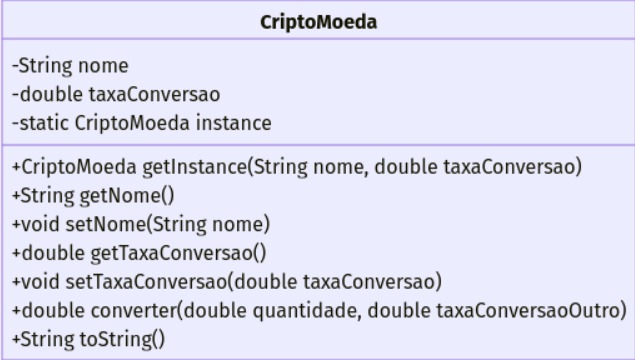 CriptoMoeda
-String nome
-double taxaConversao
-static CriptoMoeda instance
+CriptoMoeda getInstance(String nome, double taxaConversao)
+String getNome()
+void setNome(String nome)
+double getTaxaConversao()
+void setTaxaConversao(double taxaConversao)
+double converter(double quantidade, double taxaConversaoOutro)
+String toString()